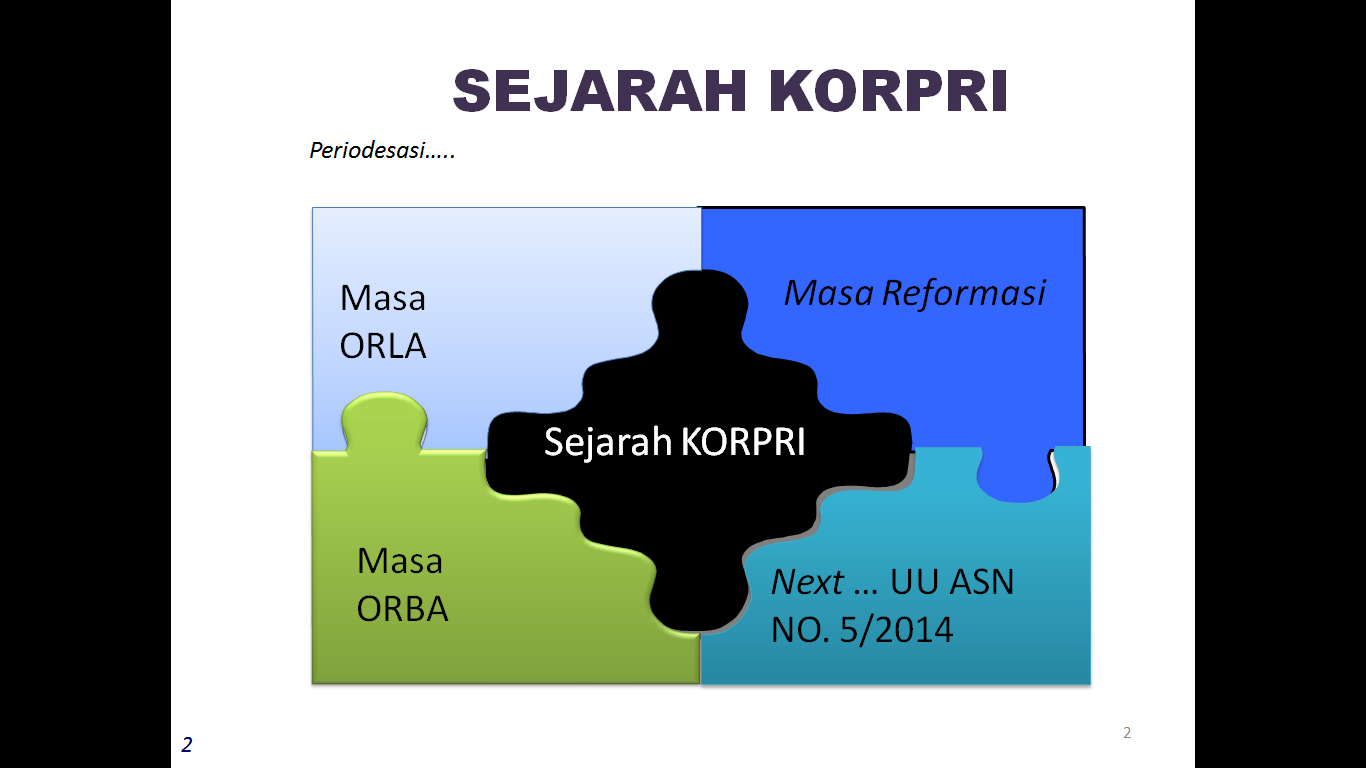 SEJARAH KORPRI
Periodesasi…..
Masa
ORLA
Masa Reformasi
Sejarah KORPRI
Masa
ORBA
Next … UU ASN
NO. 5/2014
2
2